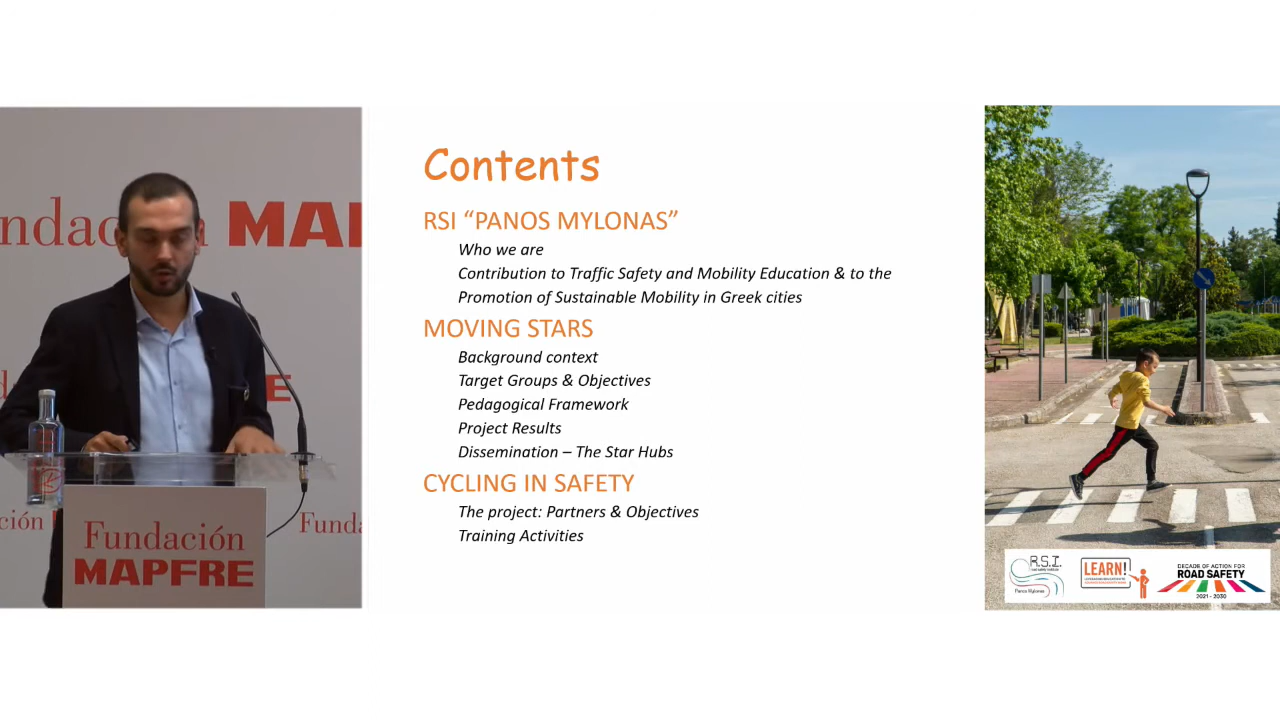 Fundación MAPFRE
Fundación
MAPFRE
Contents
RSI “PANOS MYLONAS”
Who we are
Contribution to Traffic Safety and Mobility Education & to the
Promotion of Sustainable Mobility in Greek cities
MOVING STARS
Background context
Target Groups & Objectives
Pedagogical Framework
Project Results
Dissemination – The Star Hubs
CYCLING IN SAFETY
The project: Partners & Objectives
Training Activities
R.S.I.
Panos Mylonas
LEARN!
DECADE OF ACTION FOR
ROAD SAFETY
2021 - 2030